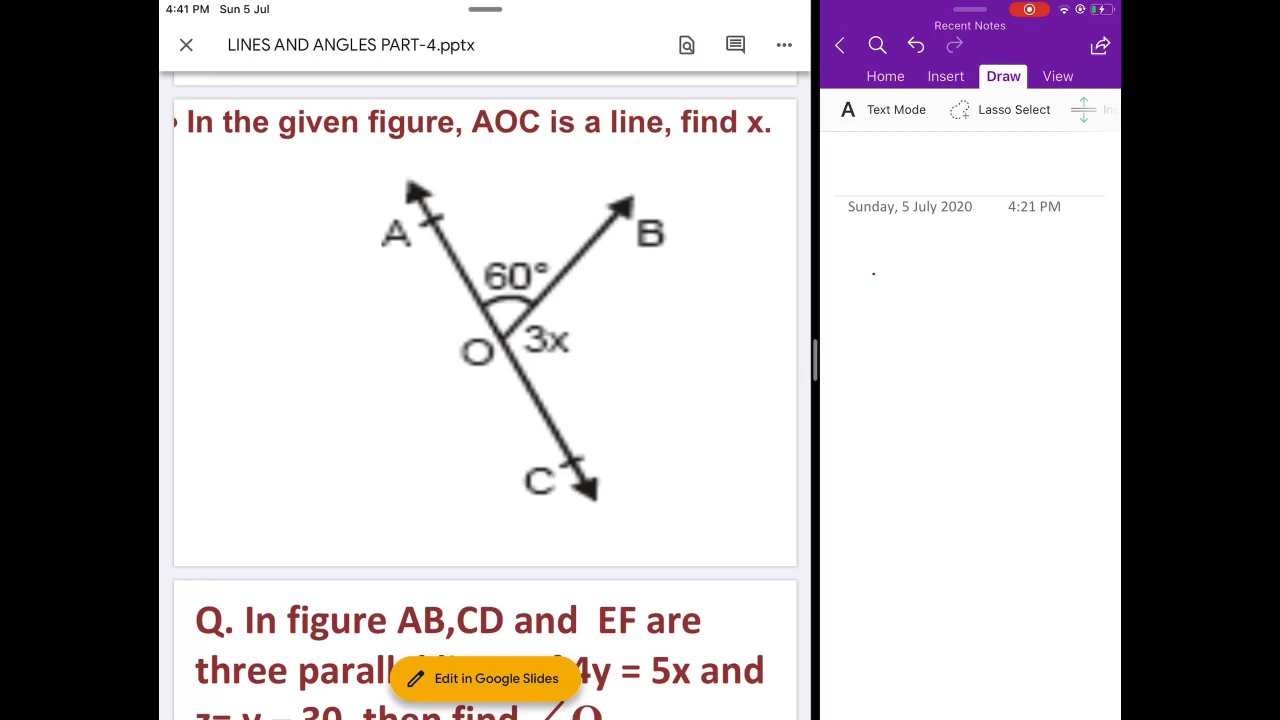 4:41 PM Sun 5 Jul
LINES AND ANGLES PART-4.pptx
In the given figure, AOC is a line, find x.
A
B
60°
O
3x
C
Q. In figure AB,CD and EF are
three 4y = 5x and
then find
Edit in Google Slides
Recent Notes
Home Insert Draw View
A Text Mode Lasso Select
Sunday, 5 July 2020 4:21 PM